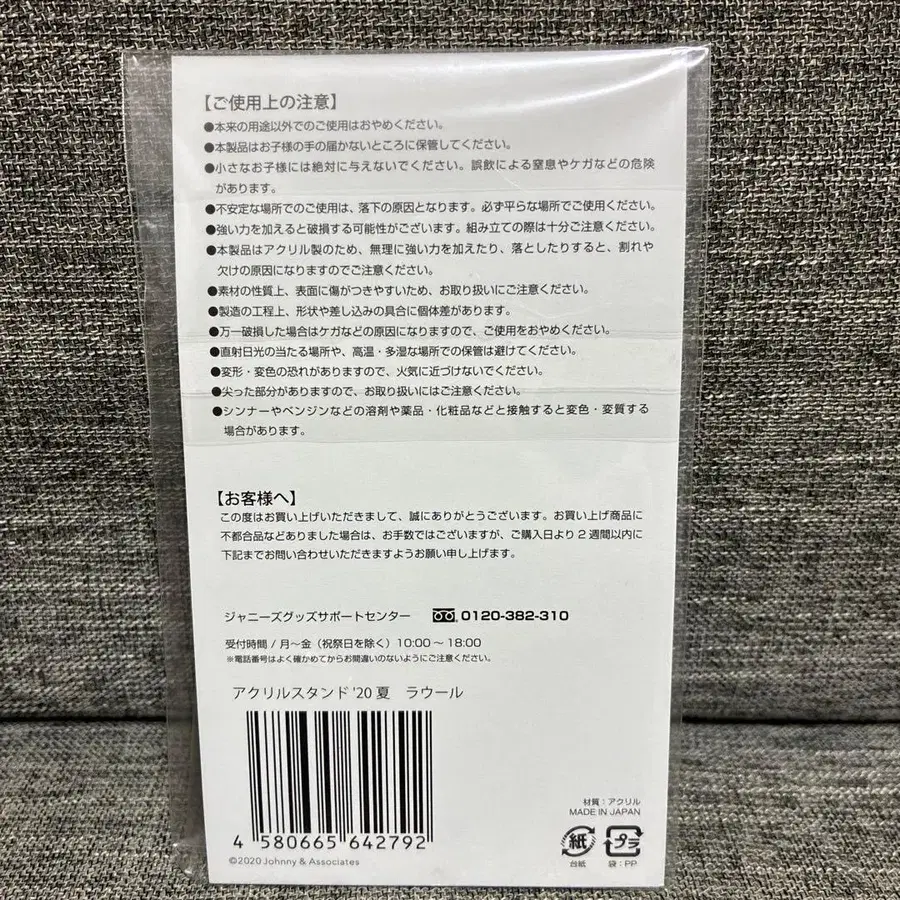 【ご使用上の注意】
●本来の用途以外でのご使用はおやめください。
●本製品はお子様の手の届かないところに保管してください。
●小さなお子様には絶対に与えないでください。誤飲による窒息やケガなどの危険
があります。
●不安定な場所でのご使用は、落下の原因となります。必ず平らな場所でご使用ください。
●強い力を加えると破損する可能性がございます。組み立ての際は十分ご注意ください。
●本製品はアクリル製のため、無理に強い力を加えたり、落としたりすると、割れや
欠けの原因になりますのでご注意ください。
●素材の性質上、表面に傷がつきやすいため、お取り扱いにご注意ください。
●製造の工程上、形状や差し込みの具合に個体差があります。
●万一破損した場合はケガなどの原因になりますので、ご使用をおやめください。
●直射日光の当たる場所や、高温・多湿な場所での保管は避けてください。
●変形・変色の恐れがありますので、火気に近づけないでください。
●尖った部分がありますので、お取り扱いにはご注意ください。
●シンナーやベンジンなどの溶剤や薬品・化粧品などと接触すると変色・変質する
場合があります。
【お客様へ】
この度はお買い上げいただきまして、誠にありがとうございます。お買い上げ商品に
不都合品などありました場合は、お手数ではございますが、ご購入日より2週間以内に
下記までお問い合わせいただきますようお願い申し上げます。
ジャニーズグッズサポートセンター 0120-382-310
受付時間 / 月〜金（祝祭日を除く）10:00〜18:00
※電話番号はよく確かめてからお間違いのないようにご注意ください。
アクリルスタンド '20 夏 ラウール
4 580665 642792
©2020 Johnny & Associates
材質：アクリル
MADE IN JAPAN
紙 プラ
台紙 袋：PP